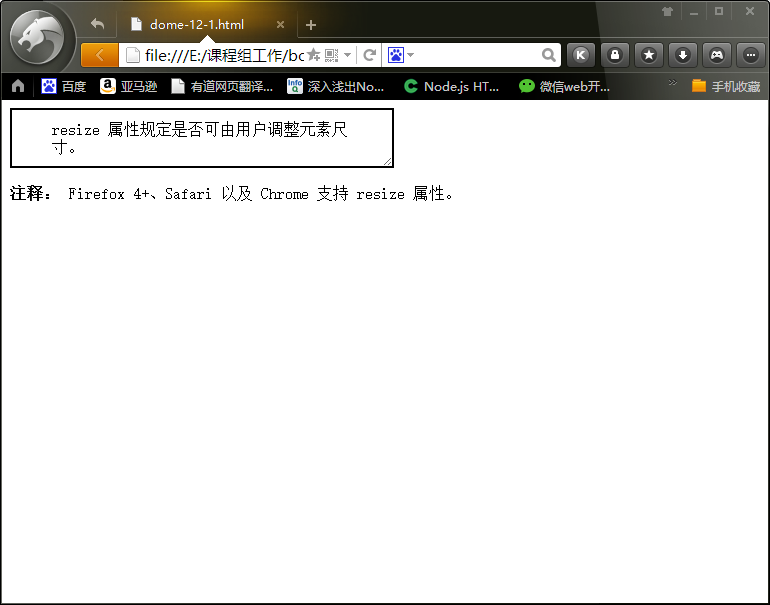 dome-12-1.html
file:///E:/课程组工作/bc
K
百度
亚马逊
有道网页翻译...
InfoQ
深入浅出No...
Node.js HT...
微信web开...
手机收藏
resize 属性规定是否可由用户调整元素尺
寸。
注释： Firefox 4+、Safari 以及 Chrome 支持 resize 属性。